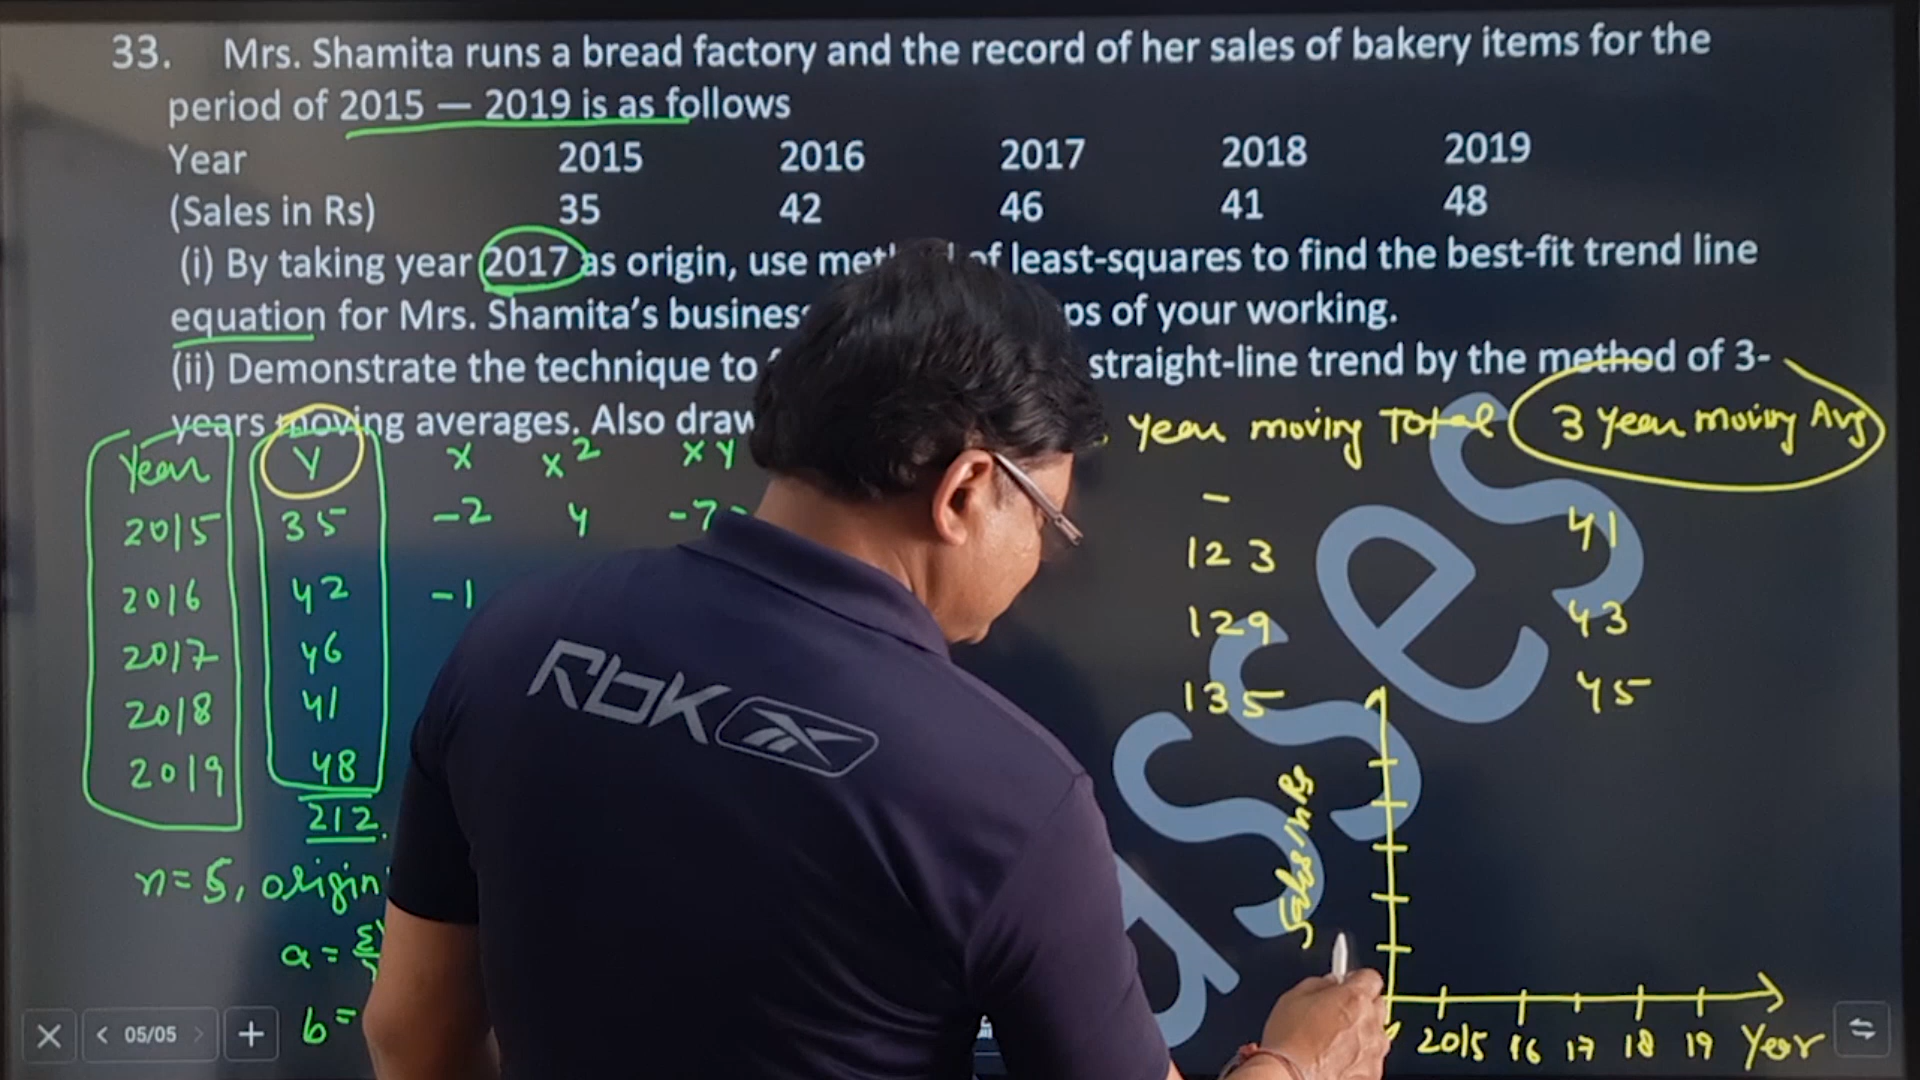 33. Mrs. Shamita runs a bread factory and the record of her sales of bakery items for the
period of 2015 — 2019 is as follows
Year 2015 2016 2017 2018 2019
(Sales in Rs) 35 42 46 41 48
(i) By taking year 2017 as origin, use of least-squares to find the best-fit trend line
equation for Mrs. Shamita's of your working.
(ii) Demonstrate the technique to straight-line trend by the method of 3-
years moving averages. Also draw
Year moving Total 3 Year moving Avg
Year Y x x² xy
2015 35 -2 4 - 41
2016 42 -1 123
2017 46 129 43
2018 41 135 45
2019 48
212
n=5, origin
a =
b =
Sales in Rs
2015 16 17 18 19 Year
05/05
RbK
sses